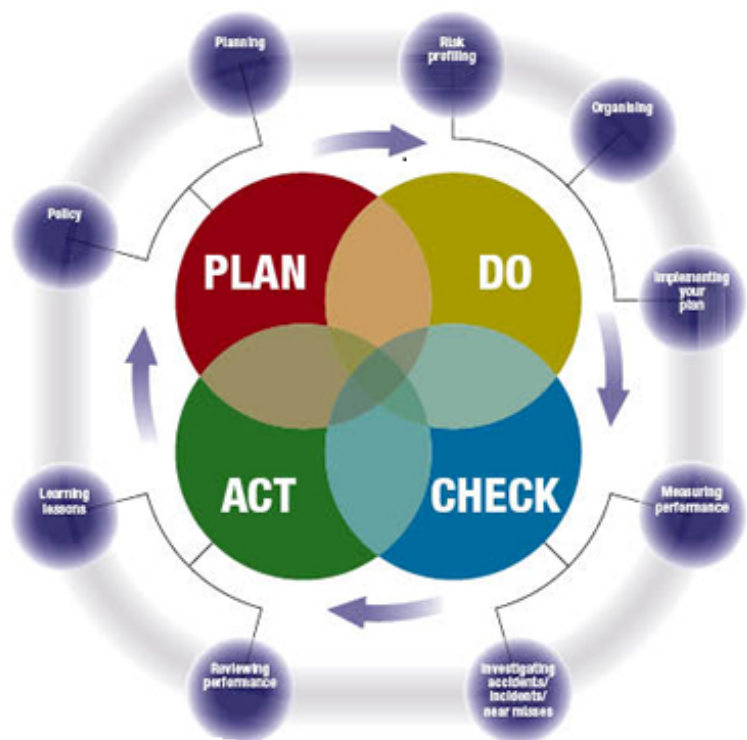 Planning
Risk
profiling
Organising
Policy
PLAN
DO
Implementing
your
plan
ACT
CHECK
Learning
lessons
Measuring
performance
Reviewing
performance
Investigating
accidents/
incidents/
near misses